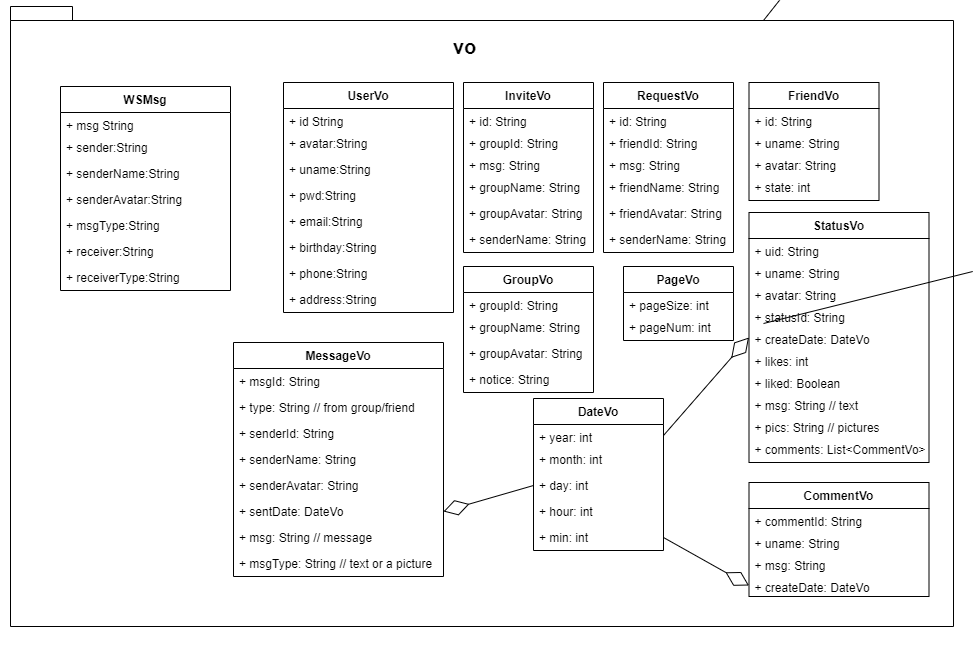 VO
WSMsg
+ msg String
+ sender:String
+ senderName:String
+ senderAvatar:String
+ msgType:String
+ receiver:String
+ receiverType:String
UserVo
+ id String
+ avatar:String
+ uname:String
+ pwd:String
+ email:String
+ birthday:String
+ phone:String
+ address:String
InviteVo
+ id: String
+ groupId: String
+ msg: String
+ groupName: String
+ groupAvatar: String
+ senderName: String
RequestVo
+ id: String
+ friendId: String
+ msg: String
+ friendName: String
+ friendAvatar: String
+ senderName: String
FriendVo
+ id: String
+ uname: String
+ avatar: String
+ state: int
StatusVo
+ uid: String
+ uname: String
+ avatar: String
+ statusId: String
+ createDate: DateVo
+ likes: int
+ liked: Boolean
+ msg: String // text
+ pics: String // pictures
+ comments: List<CommentVo>
GroupVo
+ groupId: String
+ groupName: String
+ groupAvatar: String
+ notice: String
PageVo
+ pageSize: int
+ pageNum: int
MessageVo
+ msgId: String
+ type: String // from group/friend
+ senderId: String
+ senderName: String
+ senderAvatar: String
+ sentDate: DateVo
+ msg: String // message
+ msgType: String // text or a picture
DateVo
+ year: int
+ month: int
+ day: int
+ hour: int
+ min: int
CommentVo
+ commentId: String
+ uname: String
+ msg: String
+ createDate: DateVo